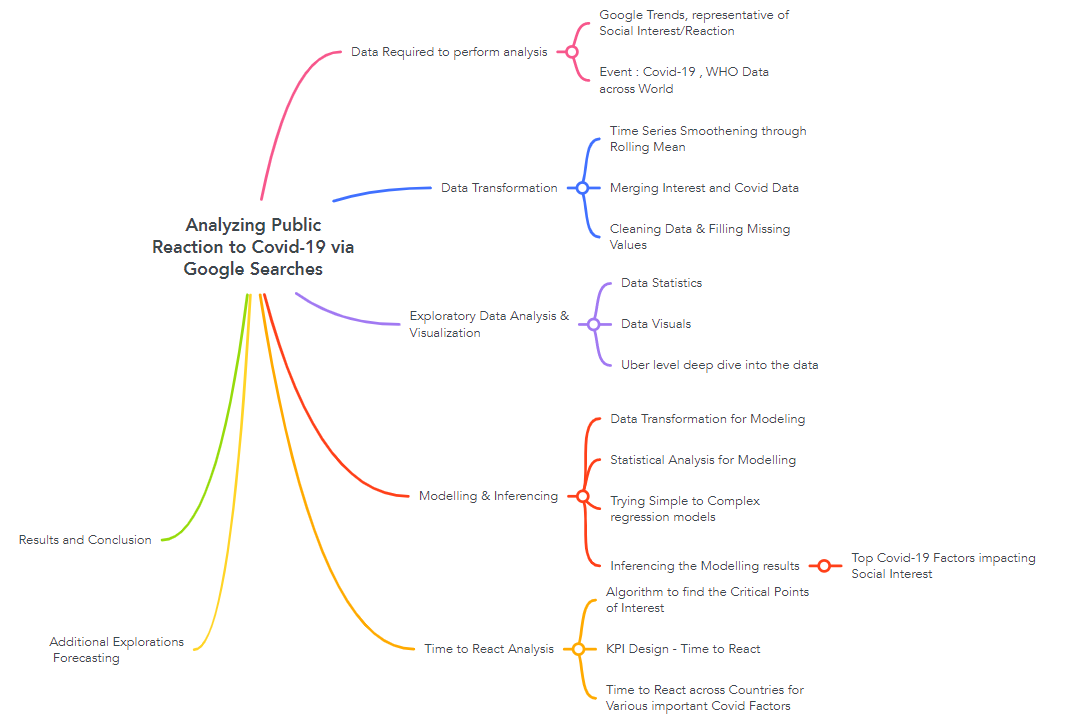 Analyzing Public
Reaction to Covid-19 via
Google Searches
Data Required to perform analysis
Google Trends, representative of
Social Interest/Reaction
Event : Covid-19 , WHO Data
across World
Data Transformation
Time Series Smoothening through
Rolling Mean
Merging Interest and Covid Data
Cleaning Data & Filling Missing
Values
Exploratory Data Analysis &
Visualization
Data Statistics
Data Visuals
Uber level deep dive into the data
Modelling & Inferencing
Data Transformation for Modeling
Statistical Analysis for Modelling
Trying Simple to Complex
regression models
Inferencing the Modelling results
Top Covid-19 Factors impacting
Social Interest
Time to React Analysis
Algorithm to find the Critical Points
of Interest
KPI Design - Time to React
Time to React across Countries for
Various important Covid Factors
Additional Explorations
Forecasting
Results and Conclusion